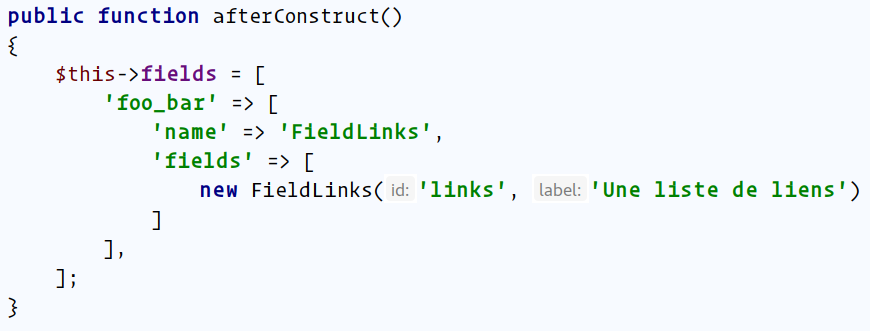 public function afterConstruct()
{
    $this->fields = [
        'foo_bar' => [
            'name' => 'FieldLinks',
            'fields' => [
                new FieldLinks( id: 'links', label: 'Une liste de liens')
            ]
        ],
    ];
}